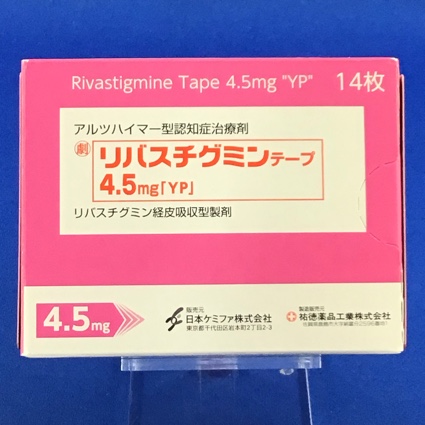 Rivastigmine Tape 4.5mg "YP" 14枚
アルツハイマー型認知症治療剤
劇 リバスチグミンテープ
4.5mg「YP」
リバスチグミン経皮吸収型製剤
4.5mg
販売元
日本ケミファ株式会社
東京都千代田区岩本町2丁目2-3
製造販売元
祐徳薬品工業株式会社